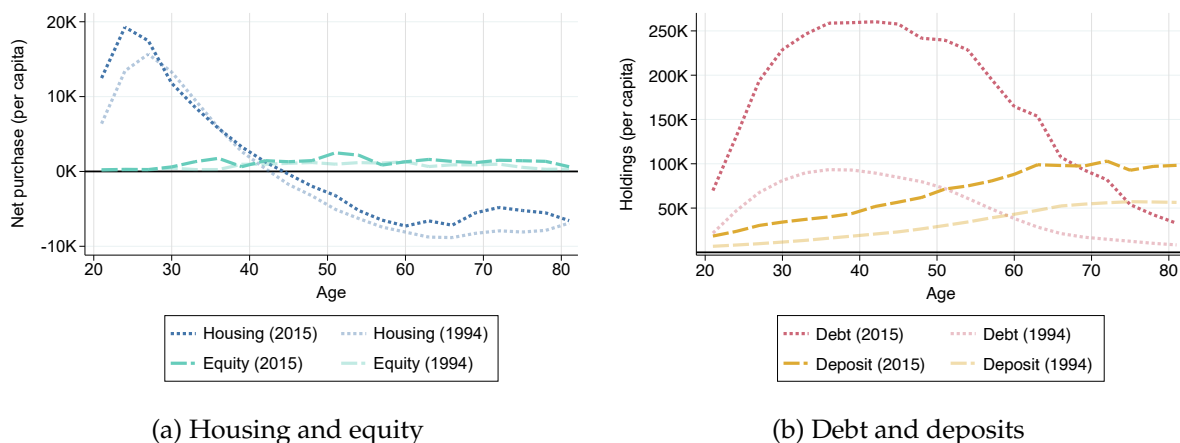 Net purchase (per capita)
20K
10K
0K
-10K
20 30 40 50 60 70 80
Age
Housing (2015) Housing (1994)
Equity (2015) Equity (1994)
(a) Housing and equity
Holdings (per capita)
250K
200K
150K
100K
50K
20 30 40 50 60 70 80
Age
Debt (2015) Debt (1994)
Deposit (2015) Deposit (1994)
(b) Debt and deposits